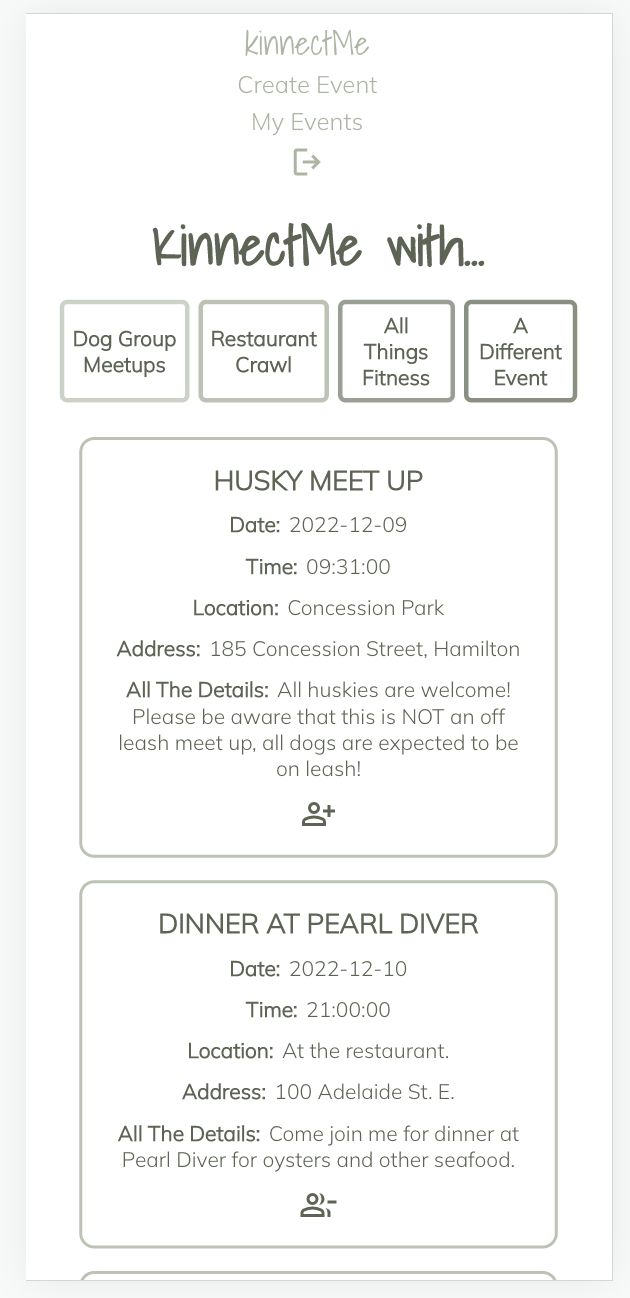 kinnectMe
Create Event
My Events
kinnectMe with...
Dog Group
Meetups
Restaurant
Crawl
All
Things
Fitness
A
Different
Event
HUSKY MEET UP
Date: 2022-12-09
Time: 09:31:00
Location: Concession Park
Address: 185 Concession Street, Hamilton
All The Details: All huskies are welcome!
Please be aware that this is NOT an off
leash meet up, all dogs are expected to be
on leash!
DINNER AT PEARL DIVER
Date: 2022-12-10
Time: 21:00:00
Location: At the restaurant.
Address: 100 Adelaide St. E.
All The Details: Come join me for dinner at
Pearl Diver for oysters and other seafood.